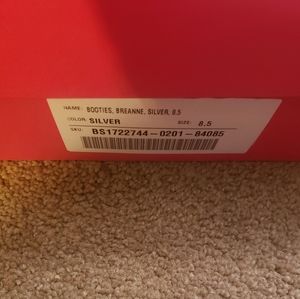 NAME: BOOTIES, BREANNE, SILVER, 8.5
COLOR: SILVER SIZE: 8.5
SKU: BS1722744-0201-84085